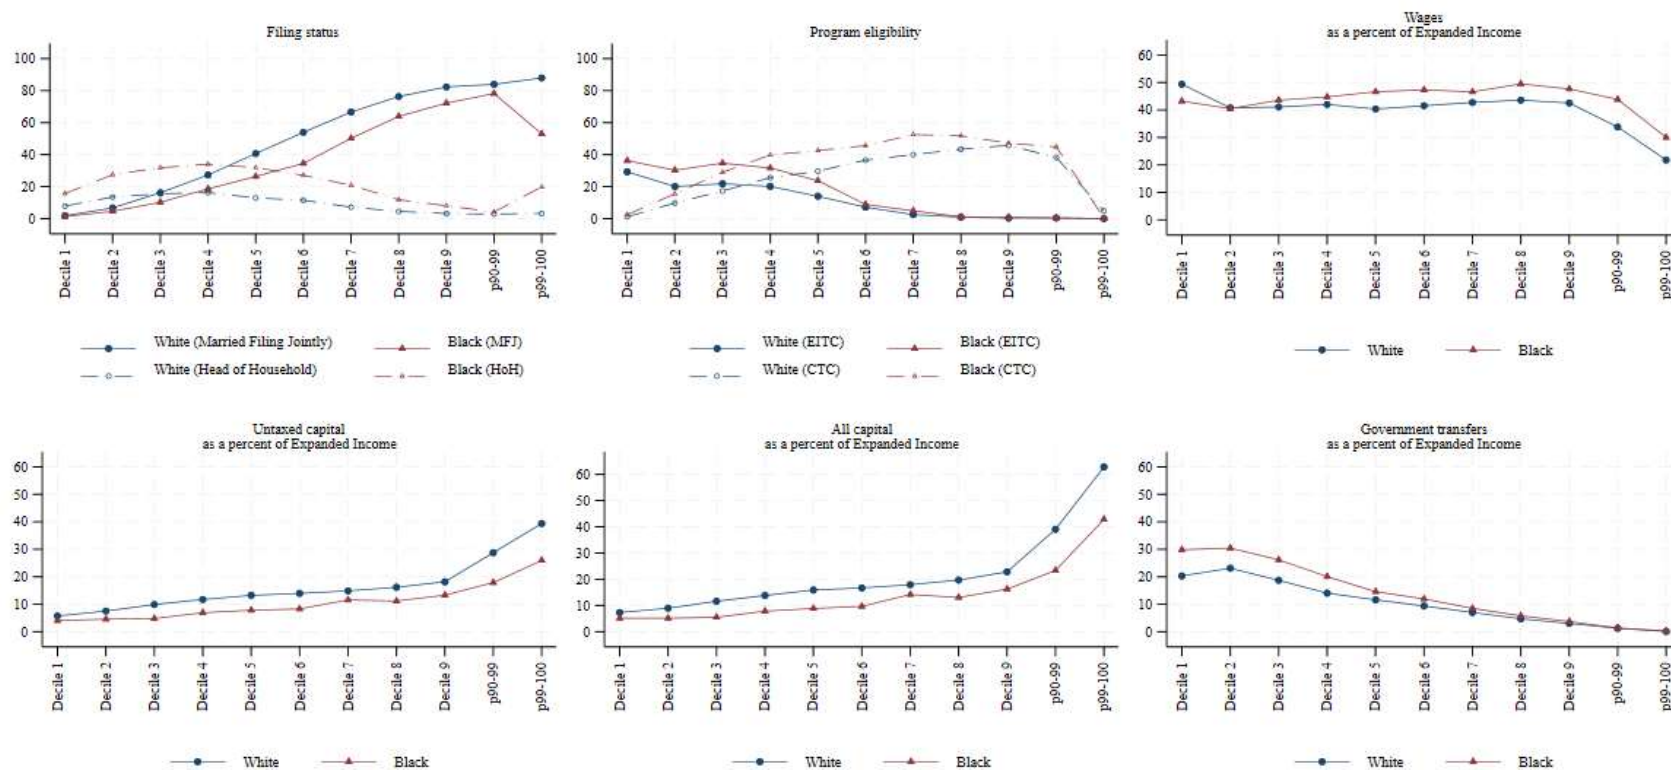 Filing status
100
80
60
40
20
0
Decile 1
Decile 2
Decile 3
Decile 4
Decile 5
Decile 6
Decile 7
Decile 8
Decile 9
p90-99
p99-100
White (Married Filing Jointly)
Black (MFJ)
White (Head of Household)
Black (HoH)
Program eligibility
100
80
60
40
20
0
Decile 1
Decile 2
Decile 3
Decile 4
Decile 5
Decile 6
Decile 7
Decile 8
Decile 9
p90-99
p99-100
White (EITC)
Black (EITC)
White (CTC)
Black (CTC)
Wages
as a percent of Expanded Income
60
50
40
30
20
10
0
Decile 1
Decile 2
Decile 3
Decile 4
Decile 5
Decile 6
Decile 7
Decile 8
Decile 9
p90-99
p99-100
White
Black
Untaxed capital
as a percent of Expanded Income
60
50
40
30
20
10
0
Decile 1
Decile 2
Decile 3
Decile 4
Decile 5
Decile 6
Decile 7
Decile 8
Decile 9
p90-99
p99-100
White
Black
All capital
as a percent of Expanded Income
60
50
40
30
20
10
0
Decile 1
Decile 2
Decile 3
Decile 4
Decile 5
Decile 6
Decile 7
Decile 8
Decile 9
p90-99
p99-100
White
Black
Government transfers
as a percent of Expanded Income
60
50
40
30
20
10
0
Decile 1
Decile 2
Decile 3
Decile 4
Decile 5
Decile 6
Decile 7
Decile 8
Decile 9
p90-99
p99-100
White
Black